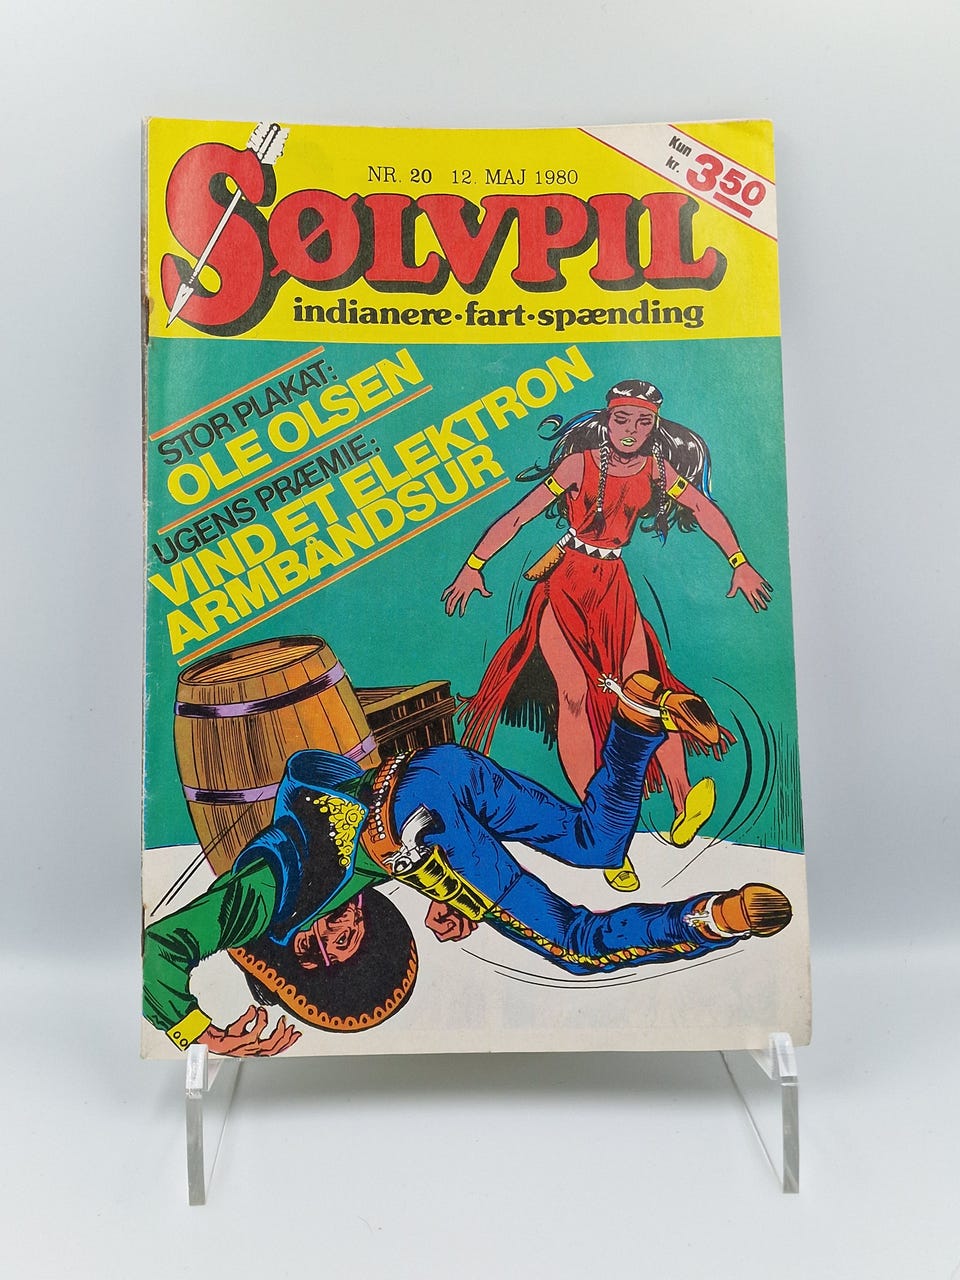 NR. 20 12. MAJ 1980
Kun
kr. 350
SØLVPIL
indianere·fart·spænding
STOR PLAKAT:
OLE OLSEN
UGENS PRÆMIE:
VIND ET ELEKTRON
ARMBÅNDSUR